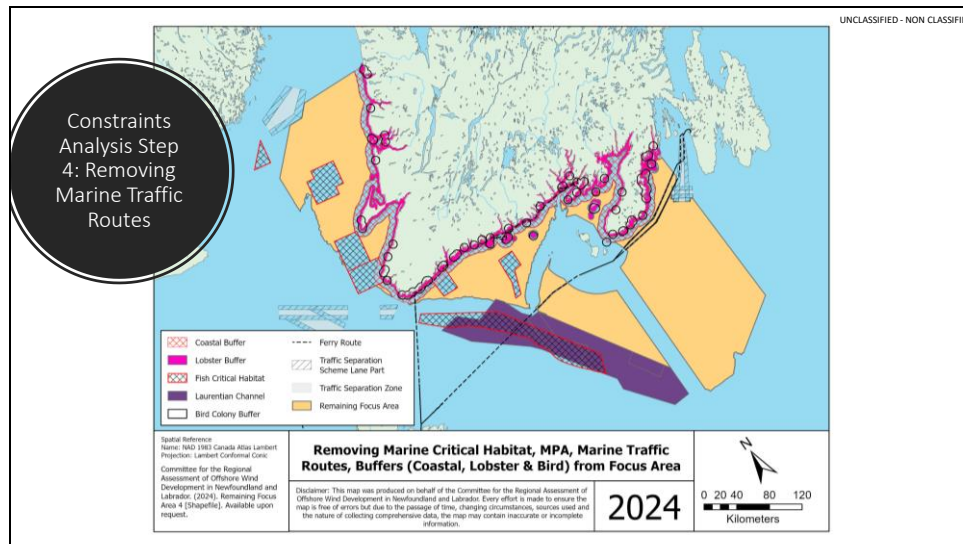 UNCLASSIFIED - NON CLASSIFIÉ
Constraints
Analysis Step
4: Removing
Marine Traffic
Routes
Coastal Buffer
Lobster Buffer
Fish Critical Habitat
Laurentian Channel
Bird Colony Buffer
Ferry Route
Traffic Separation
Scheme Lane Part
Traffic Separation Zone
Remaining Focus Area
Spatial Reference
Name: NAD 1983 Canada Atlas Lambert
Projection: Lambert Conformal Conic
Committee for the Regional
Assessment of Offshore Wind
Development in Newfoundland and
Labrador. (2024). Remaining Focus
Area 4 [Shapefile]. Available upon
request.
Removing Marine Critical Habitat, MPA, Marine Traffic
Routes, Buffers (Coastal, Lobster & Bird) from Focus Area
Disclaimer: This map was produced on behalf of the Committee for the Regional Assessment of
Offshore Wind Development in Newfoundland and Labrador. Every effort is made to ensure the
map is free of errors but due to the passage of time, changing circumstances, sources used and
the nature of collecting comprehensive data, the map may contain inaccurate or incomplete
information.
2024
N
0 20 40 80 120
Kilometers